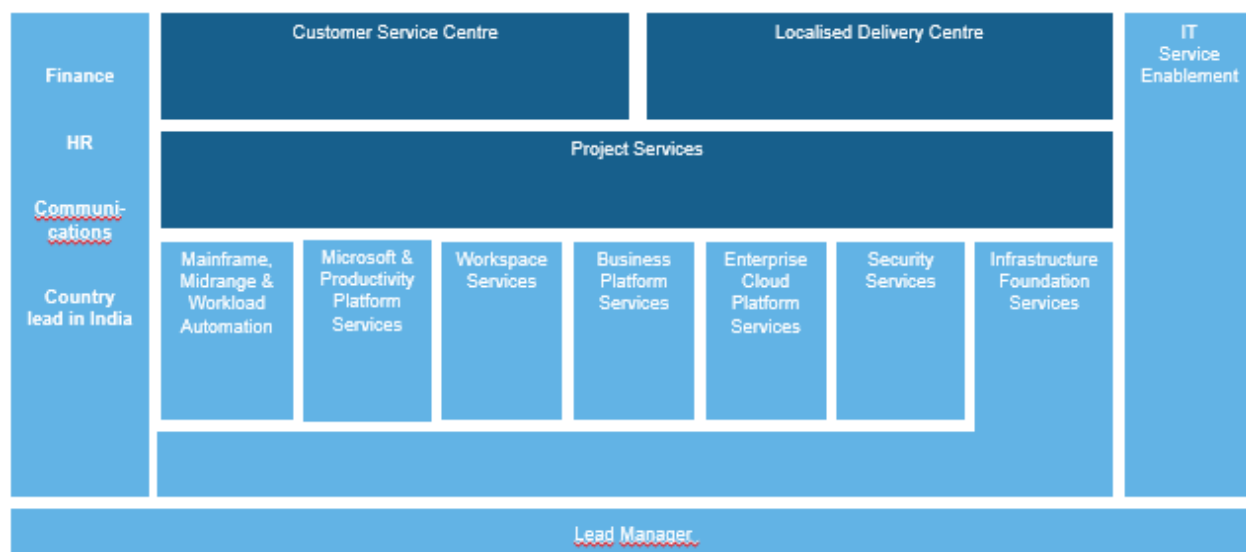 Finance
HR
Communi-
cations
Country
lead in India
Customer Service Centre
Localised Delivery Centre
Project Services
Mainframe,
Midrange &
Workload
Automation
Microsoft &
Productivity
Platform
Services
Workspace
Services
Business
Platform
Services
Enterprise
Cloud
Platform
Services
Security
Services
Infrastructure
Foundation
Services
IT
Service
Enablement
Lead Manager